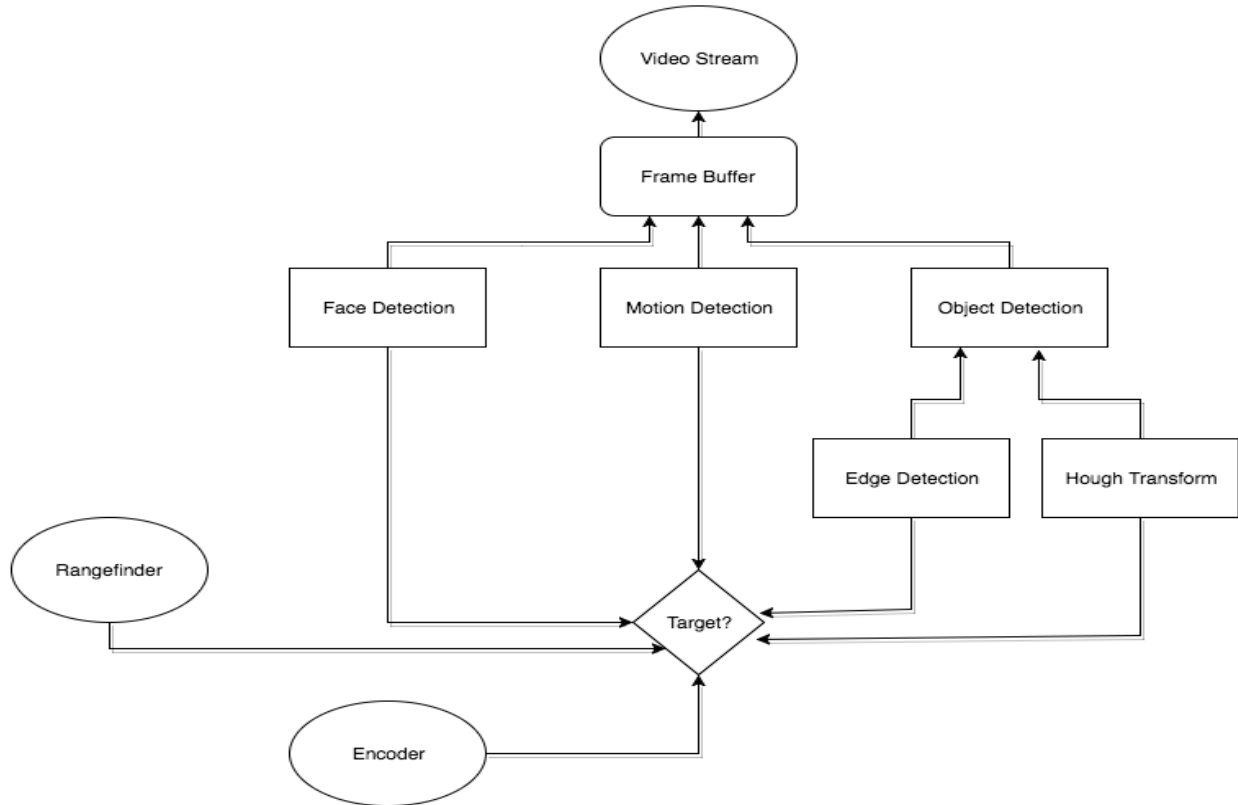 Video Stream
Frame Buffer
Face Detection
Motion Detection
Object Detection
Edge Detection
Hough Transform
Rangefinder
Target?
Encoder